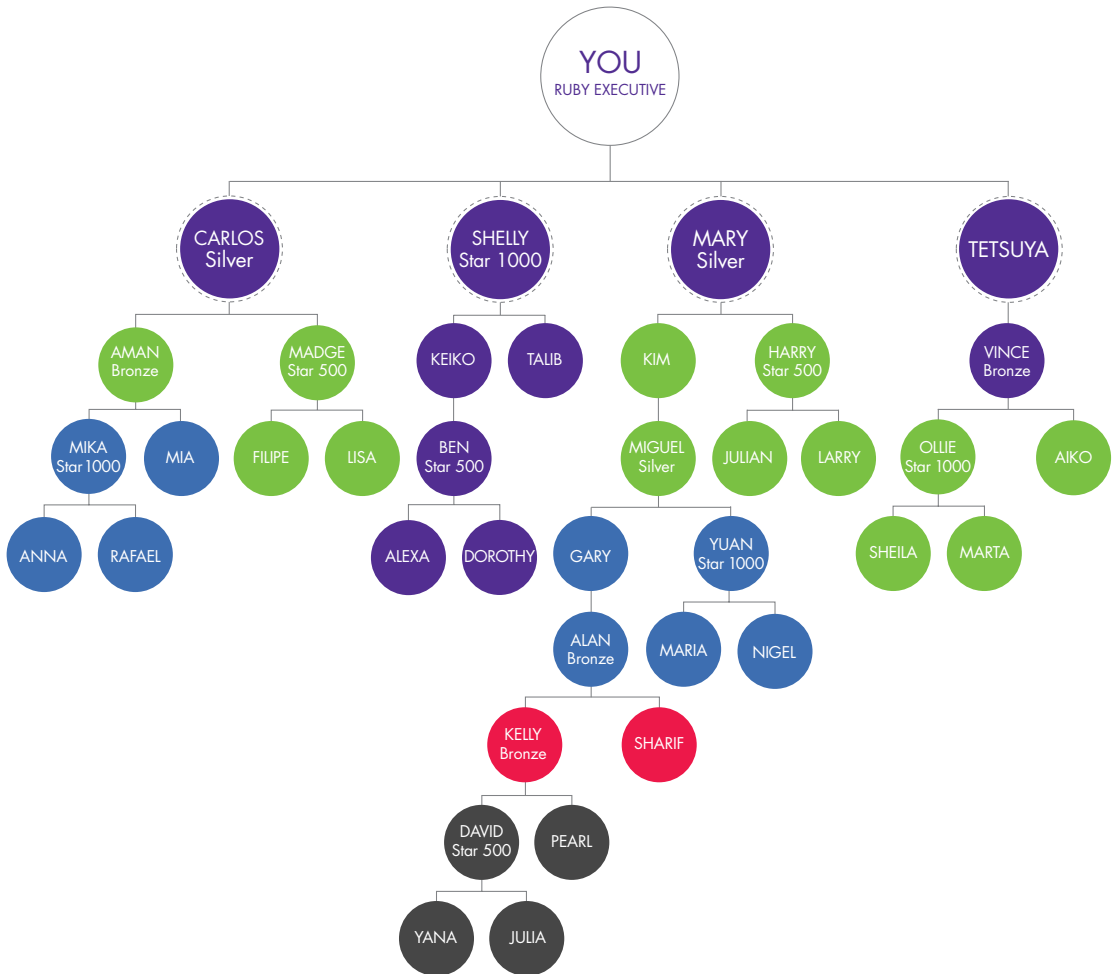 YOU
RUBY EXECUTIVE
CARLOS
Silver
SHELLY
Star 1000
MARY
Silver
TETSUYA
AMAN
Bronze
MADGE
Star 500
KEIKO
TALIB
KIM
HARRY
Star 500
VINCE
Bronze
MIKA
Star 1000
MIA
FILIPE
LISA
BEN
Star 500
MIGUEL
Silver
JULIAN
LARRY
OLLIE
Star 1000
AIKO
ANNA
RAFAEL
ALEXA
DOROTHY
GARY
YUAN
Star 1000
SHEILA
MARTA
ALAN
Bronze
MARIA
NIGEL
KELLY
Bronze
SHARIF
DAVID
Star 500
PEARL
YANA
JULIA